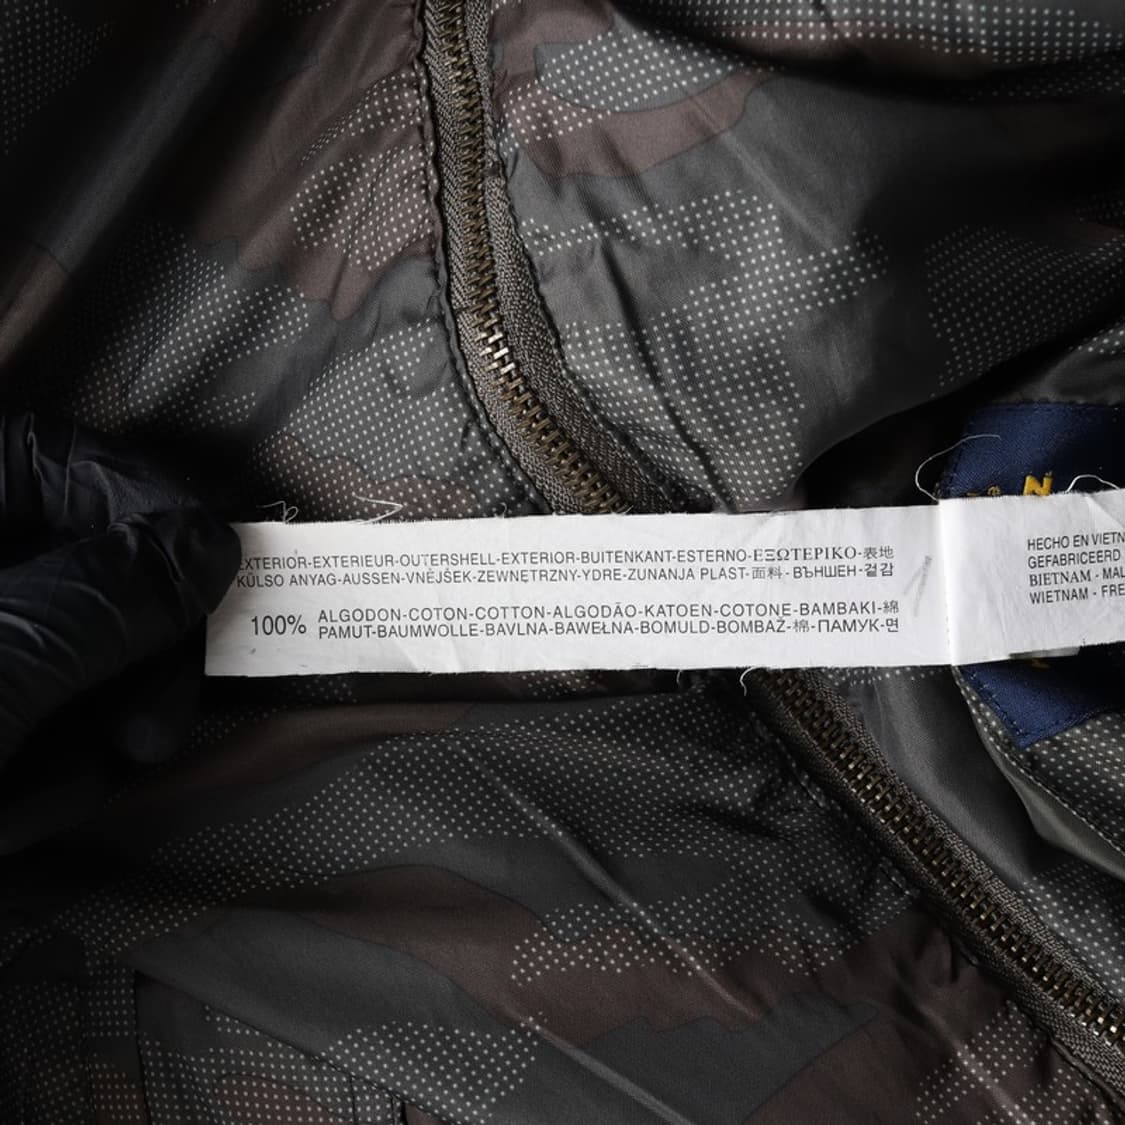 EXTERIOR-EXTERIEUR-OUTERSHELL-EXTERIOR-BUITENKANT-ESTERNO-ΕΞΩΤΕΡΙΚΟ-表地
KÜLSO ANYAG-AUSSEN-VNĚJŠEK-ZEWNĘTRZNY-YDRE-ZUNANJA PLAST-面料-ВЪНШЕН-겉감
100% ALGODON-COTON-COTTON-ALGODÃO-KATOEN-COTONE-BAMBAKI-綿
PAMUT-BAUMWOLLE-BAVLNA-BAWEŁNA-BOMULD-BOMBAŽ-棉-ПАМУК-면
HECHO EN VIETN
GEFABRICEERD
BIETNAM - MAL
WIETNAM - FRE